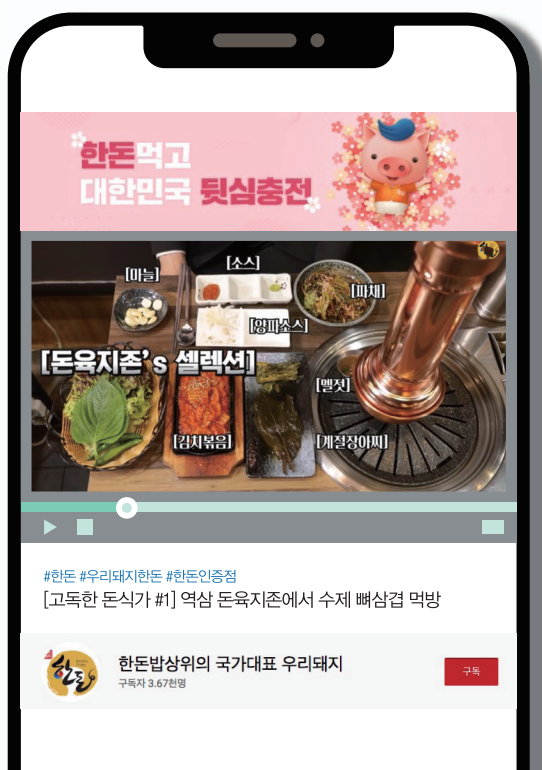 한돈먹고
대한민국 뒷심충전
[마늘]
[소스]
[파채]
[양파소스]
[돈육지존's 셀렉션]
[멜젓]
[김치볶음]
[계절장아찌]
#한돈 #우리돼지한돈 #한돈인증점
[고독한 돈식가 #1] 역삼 돈육지존에서 수제 뼈삼겹 먹방
한돈
한돈밥상위의 국가대표 우리돼지
구독자 3.67천명
구독